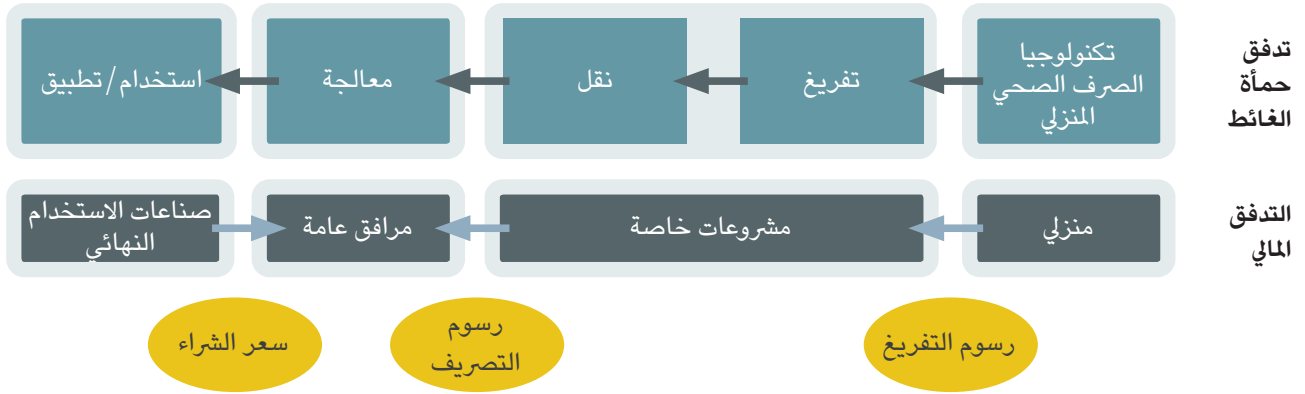 تدفق
حمأة
الغائط
تكنولوجيا
الصرف الصحي
المنزلي
تفريغ
نقل
معالجة
استخدام/تطبيق
التدفق
المالي
منزلي
مشروعات خاصة
مرافق عامة
صناعات الاستخدام
النهائي
رسوم التفريغ
رسوم
التصريف
سعر الشراء